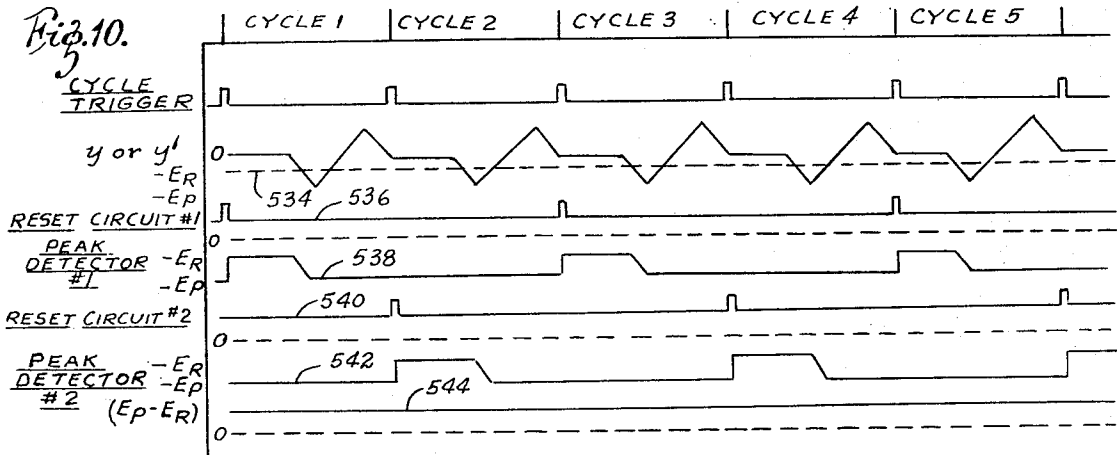 Fig.10.
CYCLE 1 CYCLE 2 CYCLE 3 CYCLE 4 CYCLE 5
CYCLE
TRIGGER
y or y'
0
-ER
534
-EP
RESET CIRCUIT #1
536
0
PEAK
DETECTOR
#1
-ER
-EP
538
RESET CIRCUIT #2
540
0
PEAK
DETECTOR
#2
-ER
-EP
542
(EP-ER)
544
0